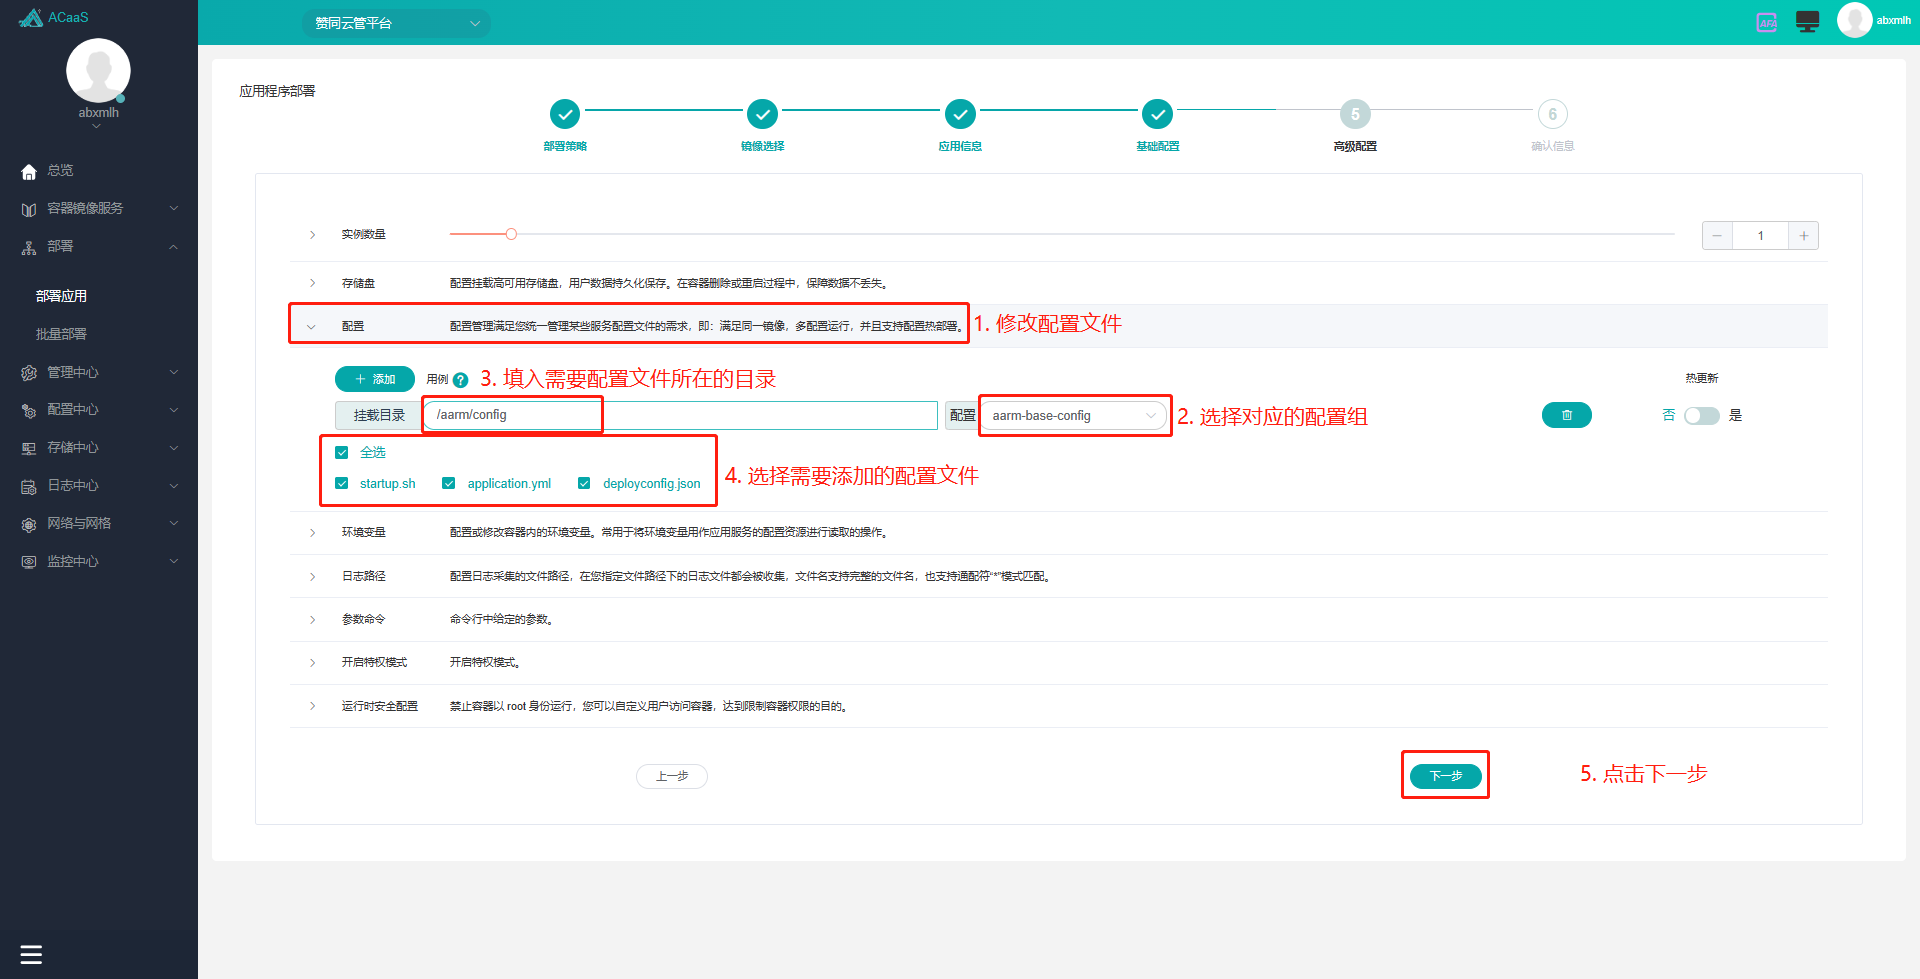 ACaaS
赞同云管平台
AFA
abxmlh
abxmlh
总览
容器镜像服务
部署
部署应用
批量部署
管理中心
配置中心
存储中心
日志中心
网络与网格
监控中心
应用程序部署
部署策略
镜像选择
应用信息
基础配置
5
高级配置
6
确认信息
实例数量
1
存储盘 配置挂载高可用存储盘，用户数据持久化保存。在容器删除或重启过程中，保障数据不丢失。
配置 配置管理满足您统一管理某些服务配置文件的需求，即：满足同一镜像，多配置运行，并且支持配置热部署。
1. 修改配置文件
+ 添加 用例 ? 3. 填入需要配置文件所在的目录 热更新
挂载目录 /aarm/config 配置 aarm-base-config 2. 选择对应的配置组 否 是
全选
startup.sh application.yml deployconfig.json 4. 选择需要添加的配置文件
环境变量 配置或修改容器内的环境变量。常用于将环境变量用作应用服务的配置资源进行读取的操作。
日志路径 配置日志采集的文件路径，在您指定文件路径下的日志文件都会被收集，文件名支持完整的文件名，也支持通配符"*"模式匹配。
参数命令 命令行中给定的参数。
开启特权模式 开启特权模式。
运行时安全配置 禁止容器以 root 身份运行，您可以自定义用户访问容器，达到限制容器权限的目的。
上一步 下一步 5. 点击下一步